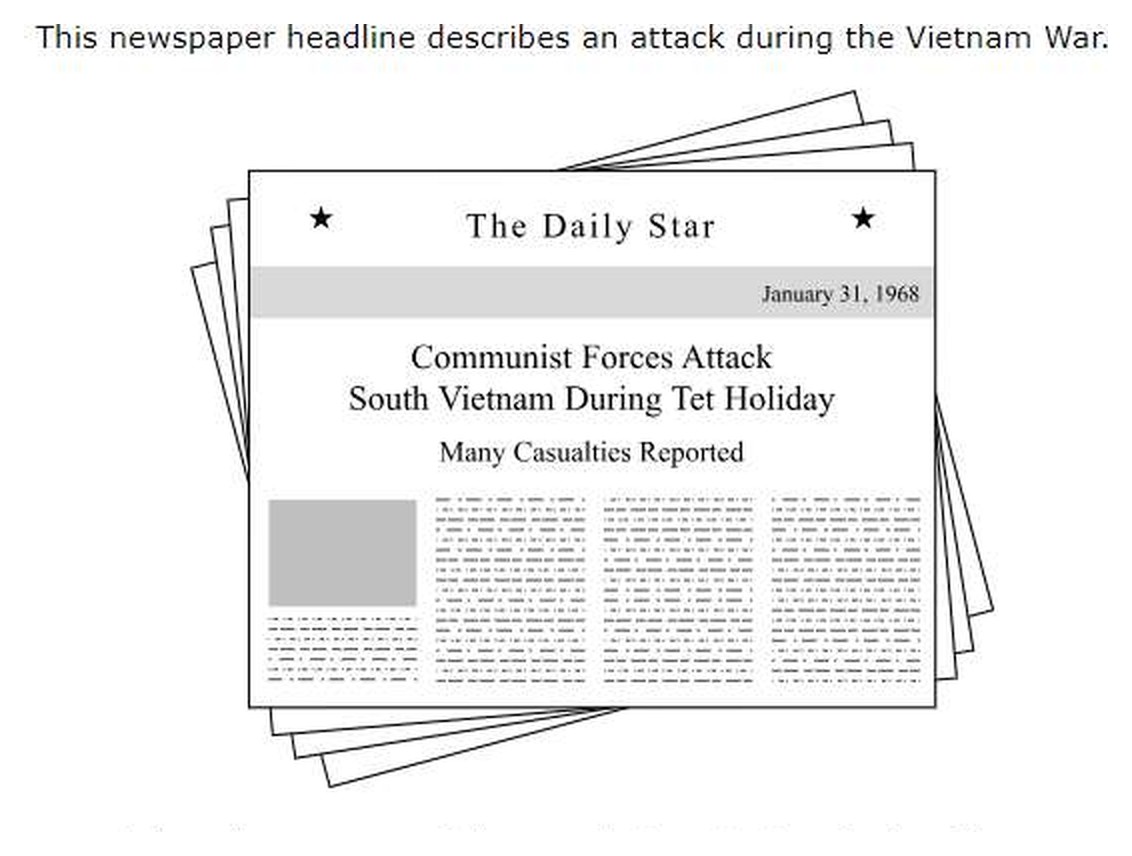 This newspaper headline describes an attack during the Vietnam War.
The Daily Star
January 31, 1968
Communist Forces Attack
South Vietnam During Tet Holiday
Many Casualties Reported